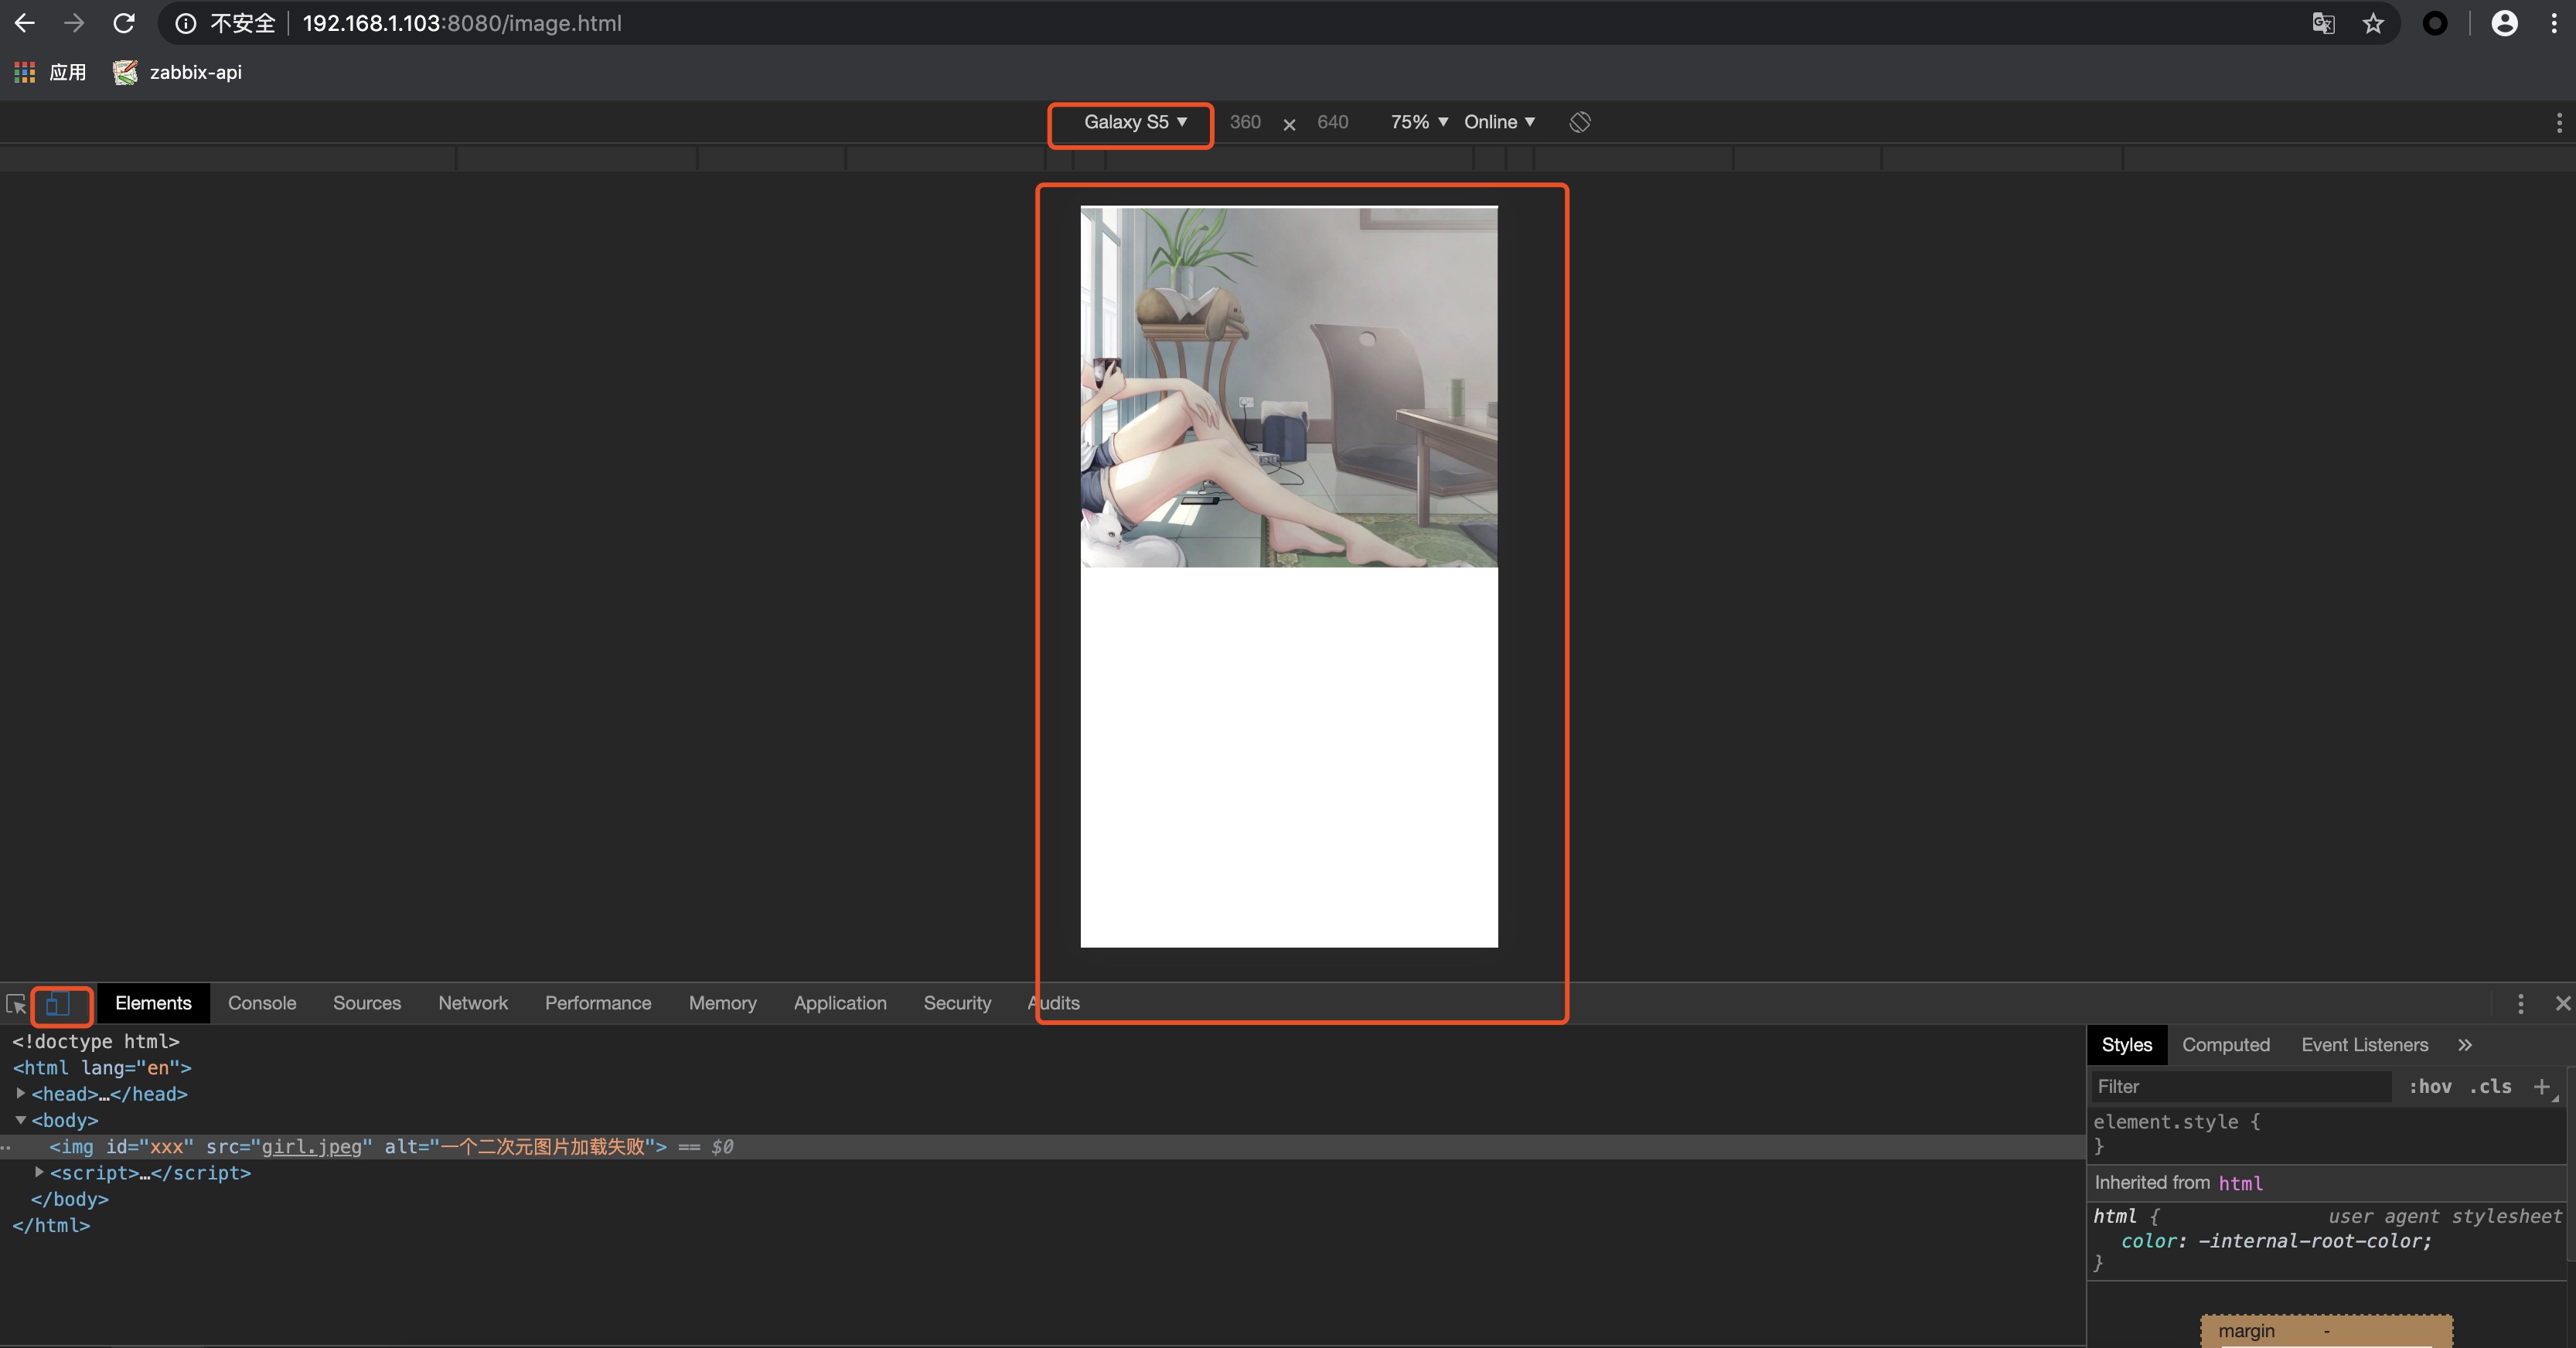 不安全 192.168.1.103:8080/image.html
应用 zabbix-api
Galaxy S5 ▼ 360 × 640 75% ▼ Online ▼
Elements Console Sources Network Performance Memory Application Security Audits
<!doctype html>
<html lang="en">
<head>…</head>
<body>
<img id="xxx" src="girl.jpeg" alt="一个二次元图片加载失败"> == $0
<script>…</script>
</body>
</html>
Styles Computed Event Listeners »
Filter :hov .cls +
element.style {
}
Inherited from html
html { user agent stylesheet
color: -internal-root-color;
}
margin -